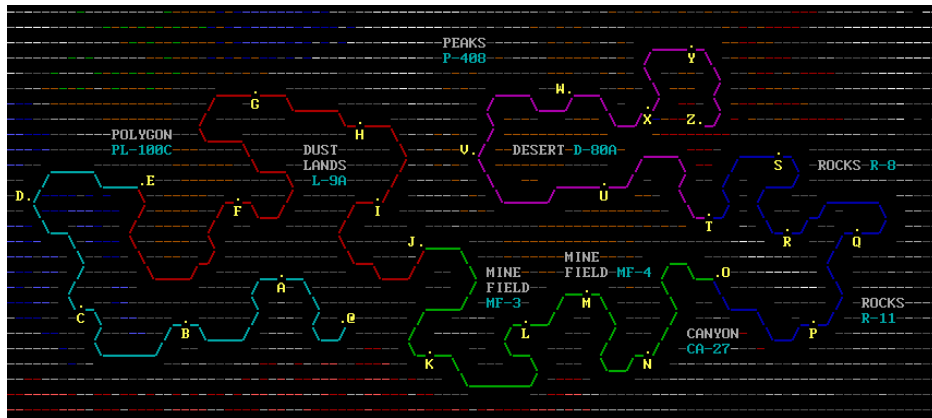 PEAKS
P-408
Y
W.
G
X Z.
H
POLYGON
PL-100C
DUST
LANDS
L-9A
V.
DESERT D-80A
S
ROCKS R-8
.E
D.
F
I
U
T
R
Q
J.
MINE
FIELD
MF-3
MINE
FIELD MF-4
.O
A
M
C
B
.@
L
CANYON
CA-27
P
ROCKS
R-11
K
N